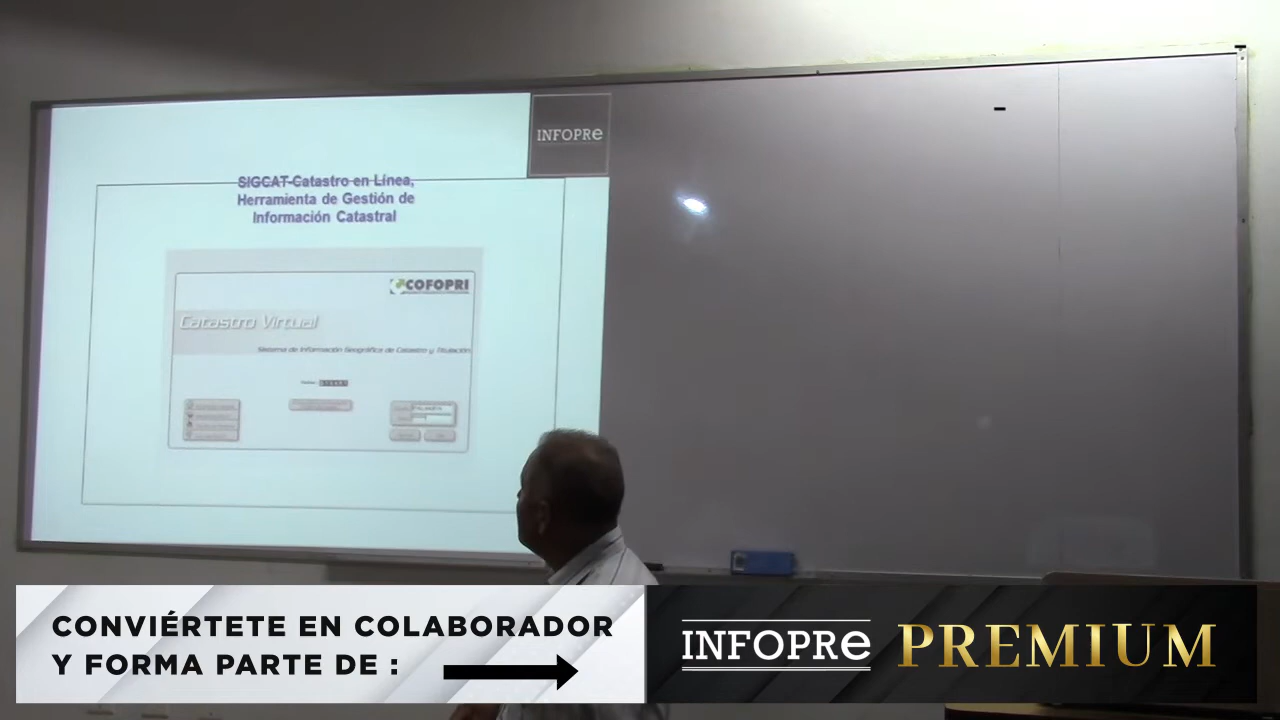 INFOPRe
SIGCAT-Catastro en Línea,
Herramienta de Gestión de
Información Catastral
COFOPRI
Catastro Virtual
Sistema de Información Geográfica de Catastro y Titulación
CONVIÉRTETE EN COLABORADOR
Y FORMA PARTE DE :
INFOPRe PREMIUM